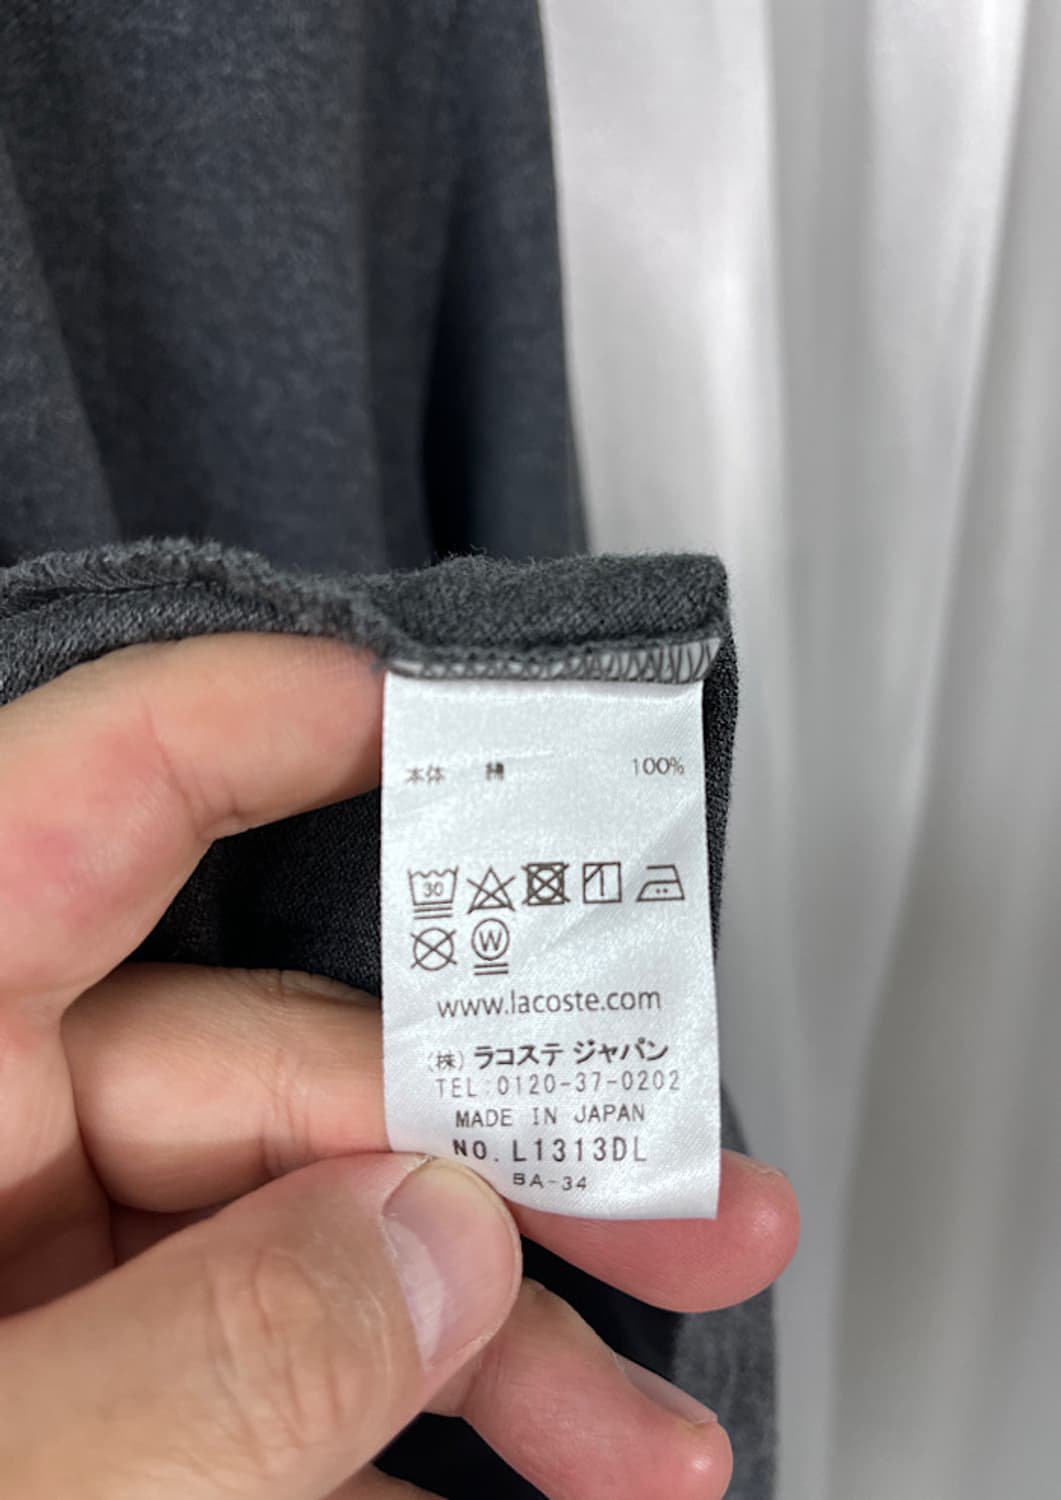 本体 綿 100%
30
W
www.lacoste.com
(株) ラコステ ジャパン
TEL:0120-37-0202
MADE IN JAPAN
NO. L1313DL
BA-34